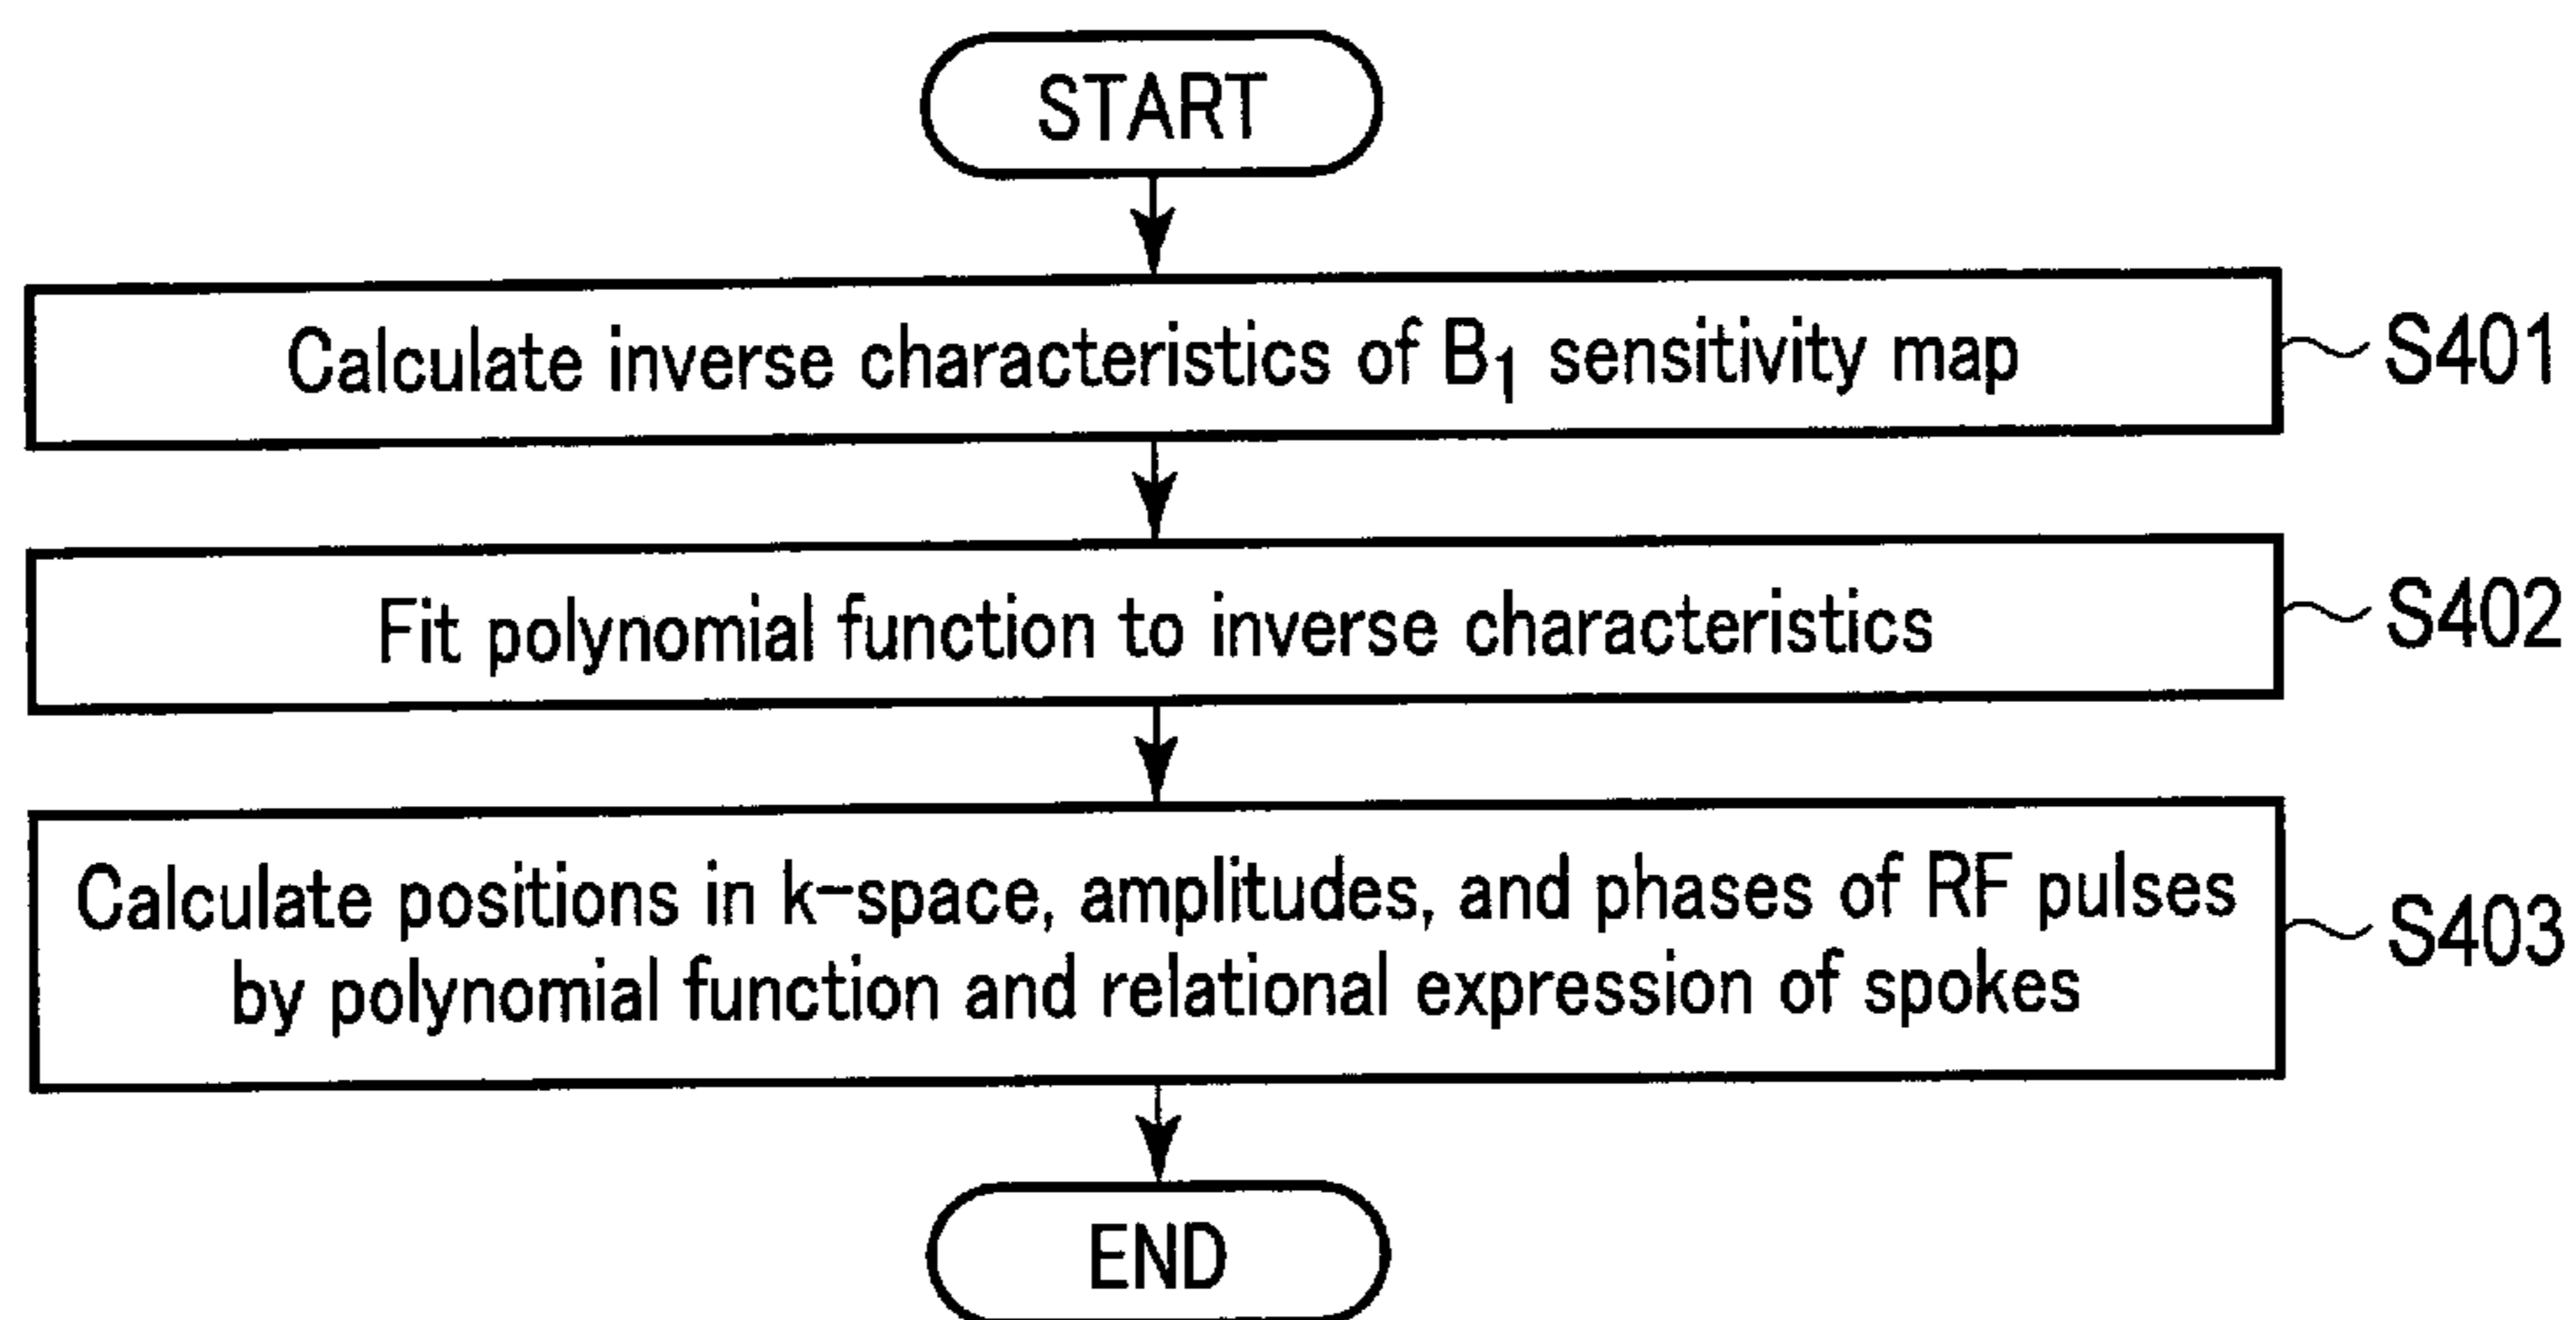 START
Calculate inverse characteristics of B₁ sensitivity map
S401
Fit polynomial function to inverse characteristics
S402
Calculate positions in k-space, amplitudes, and phases of RF pulses
by polynomial function and relational expression of spokes
S403
END